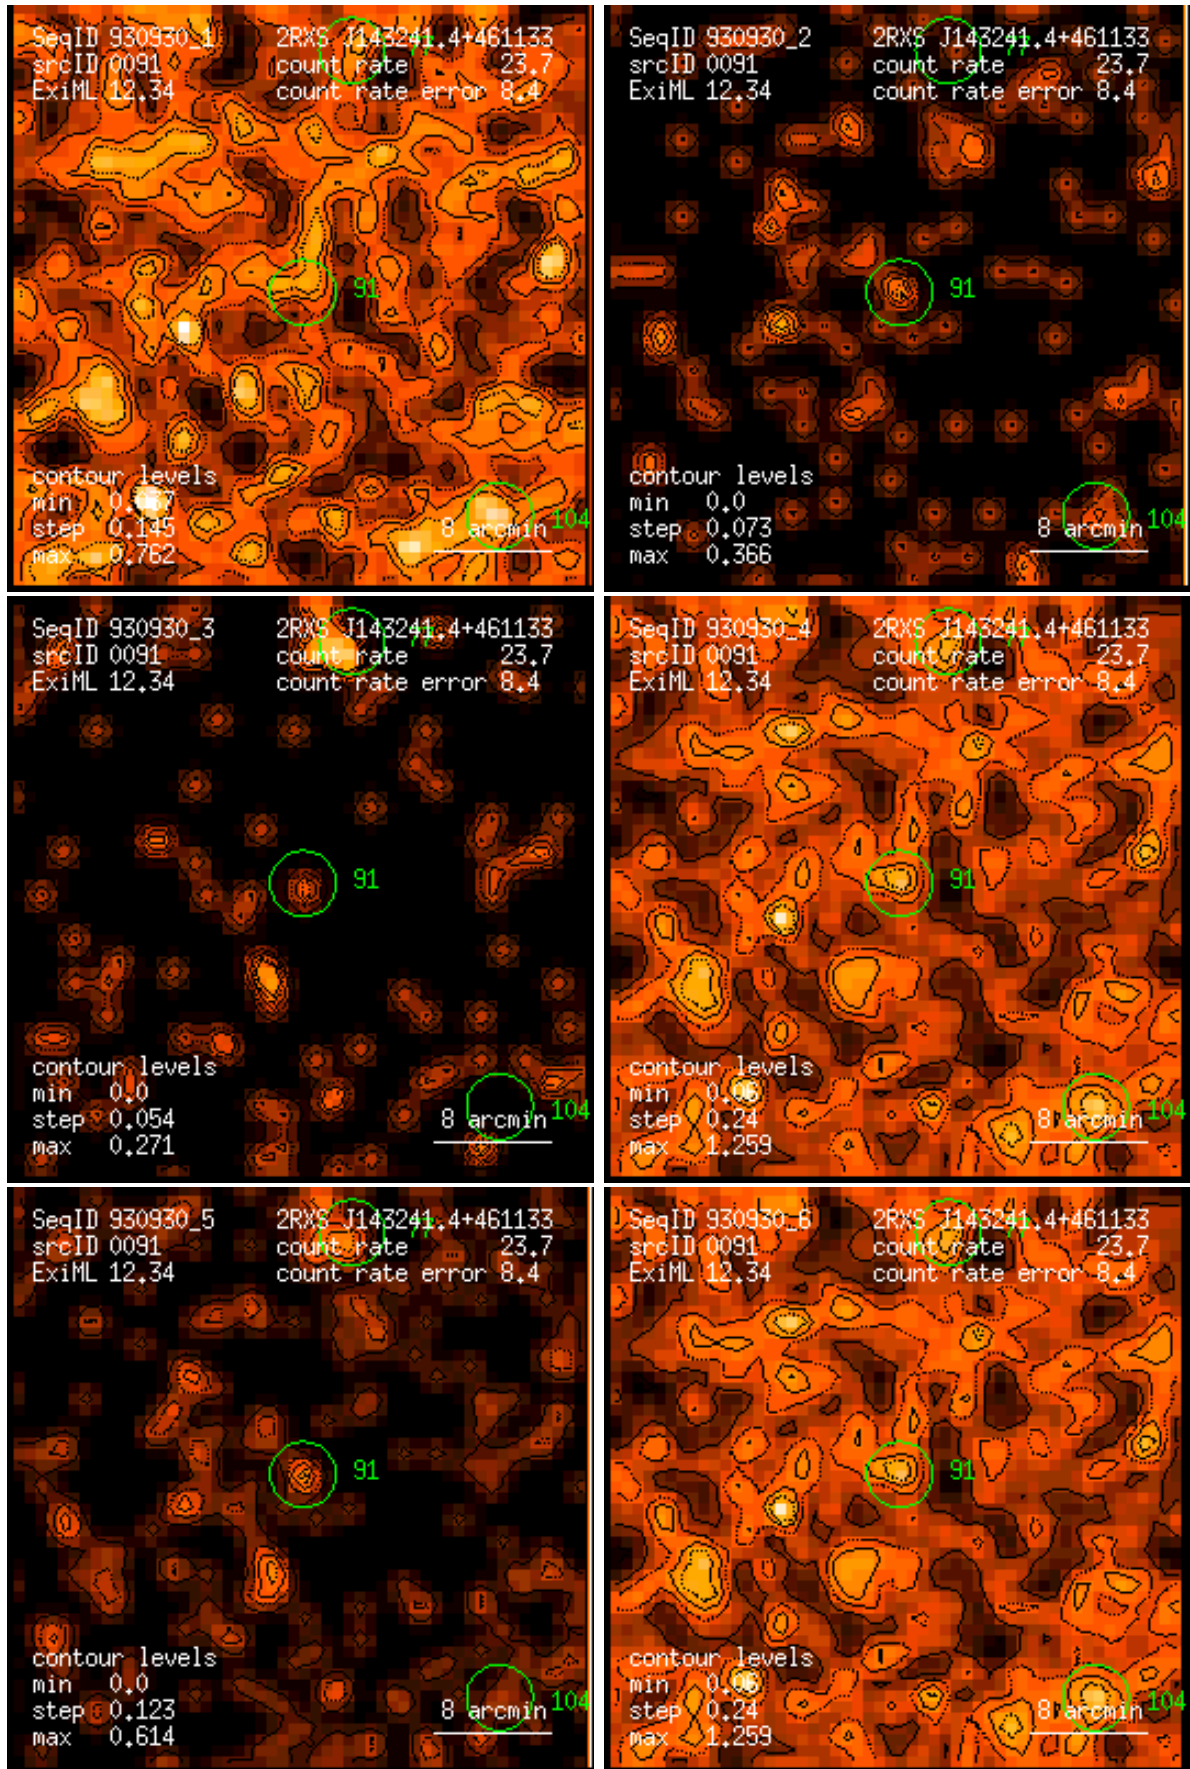 SeqID 930930_1 2RXS J143241.4+461133
srcID 0091 count rate 23.7
ExiML 12.34 count rate error 8.4
77
91
contour levels
min
step 0.145 8 arcmin 104
max 0.762
SeqID 930930_2 2RXS J143241.4+461133
srcID 0091 count rate 23.7
ExiML 12.34 count rate error 8.4
77
91
contour levels
min 0.0
step 0.073 8 arcmin 104
max 0.366
SeqID 930930_3 2RXS J143241.4+461133
srcID 0091 count rate 23.7
ExiML 12.34 count rate error 8.4
77
91
contour levels
min 0.0
step 0.054 8 arcmin 104
max 0.271
SeqID 930930_4 2RXS J143241.4+461133
srcID 0091 count rate 23.7
ExiML 12.34 count rate error 8.4
77
91
contour levels
min 0.06
step 0.24 8 arcmin 104
max 1.259
SeqID 930930_5 2RXS J143241.4+461133
srcID 0091 count rate 23.7
ExiML 12.34 count rate error 8.4
77
91
contour levels
min 0.0
step 0.123 8 arcmin 104
max 0.614
SeqID 930930_6 2RXS J143241.4+461133
srcID 0091 count rate 23.7
ExiML 12.34 count rate error 8.4
77
91
contour levels
min 0.06
step 0.24 8 arcmin 104
max 1.259